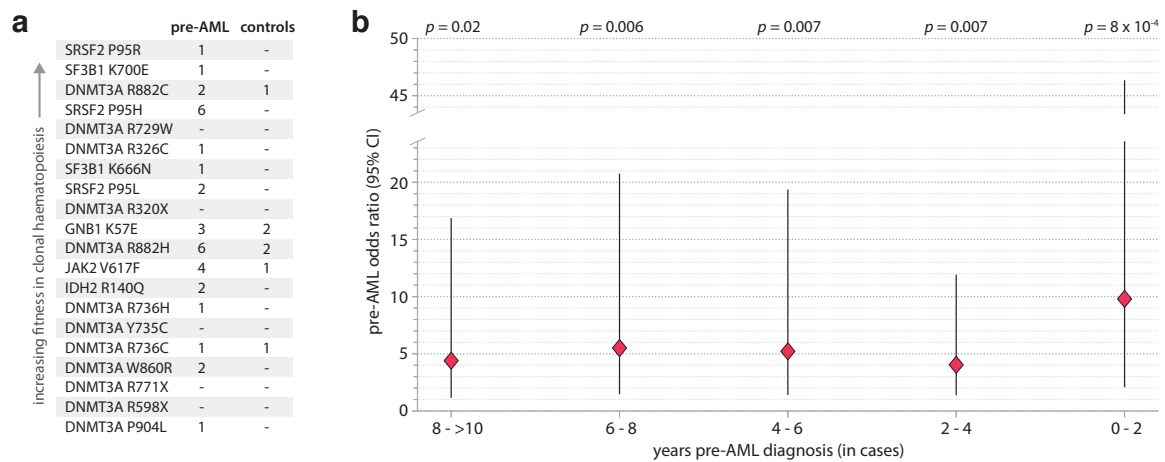 a
pre-AML controls
SRSF2 P95R 1 -
SF3B1 K700E 1 -
DNMT3A R882C 2 1
SRSF2 P95H 6 -
DNMT3A R729W - -
DNMT3A R326C 1 -
SF3B1 K666N 1 -
SRSF2 P95L 2 -
DNMT3A R320X - -
GNB1 K57E 3 2
DNMT3A R882H 6 2
JAK2 V617F 4 1
IDH2 R140Q 2 -
DNMT3A R736H 1 -
DNMT3A Y735C - -
DNMT3A R736C 1 1
DNMT3A W860R 2 -
DNMT3A R771X - -
DNMT3A R598X - -
DNMT3A P904L 1 -
increasing fitness in clonal haematopoiesis
b
p = 0.02 p = 0.006 p = 0.007 p = 0.007 p = 8 x 10⁻⁴
50
45
20
15
10
5
0
pre-AML odds ratio (95% CI)
8 - >10 6 - 8 4 - 6 2 - 4 0 - 2
years pre-AML diagnosis (in cases)